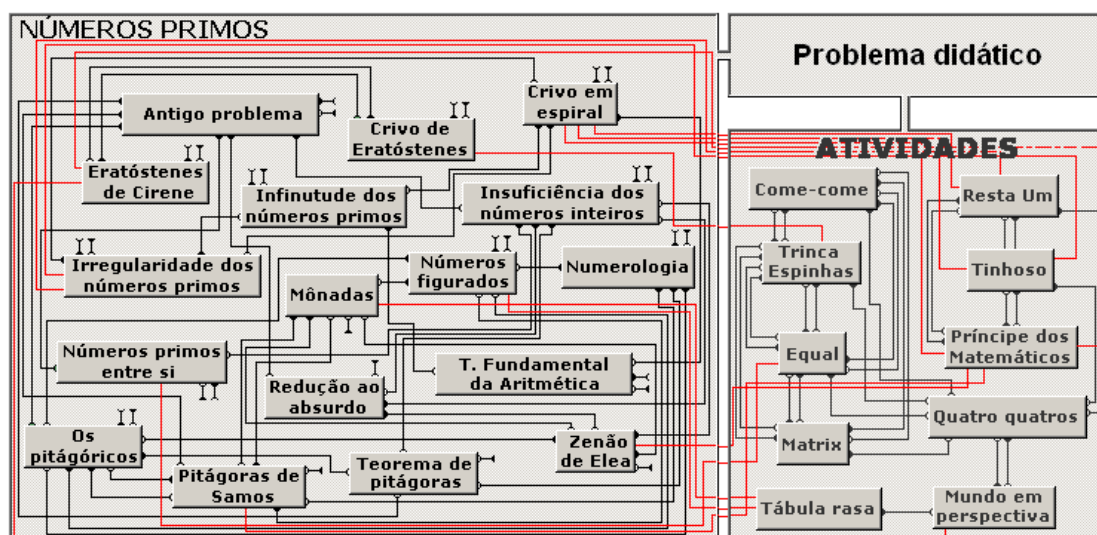 NÚMEROS PRIMOS
Problema didático
Antigo problema
Crivo de
Eratóstenes
Crivo em
espiral
Eratóstenes
de Cirene
Infinutude dos
números primos
Insuficiência dos
números inteiros
Irregularidade dos
números primos
Mônadas
Números
figurados
Numerologia
Números primos
entre si
Redução ao
absurdo
T. Fundamental
da Aritmética
Os
pitágóricos
Pitágoras de
Samos
Teorema de
pitágoras
Zenão
de Elea
ATIVIDADES
Come-come
Resta Um
Trinca
Espinhas
Tinhoso
Equal
Príncipe dos
Matemáticos
Quatro quatros
Matrix
Tábula rasa
Mundo em
perspectiva